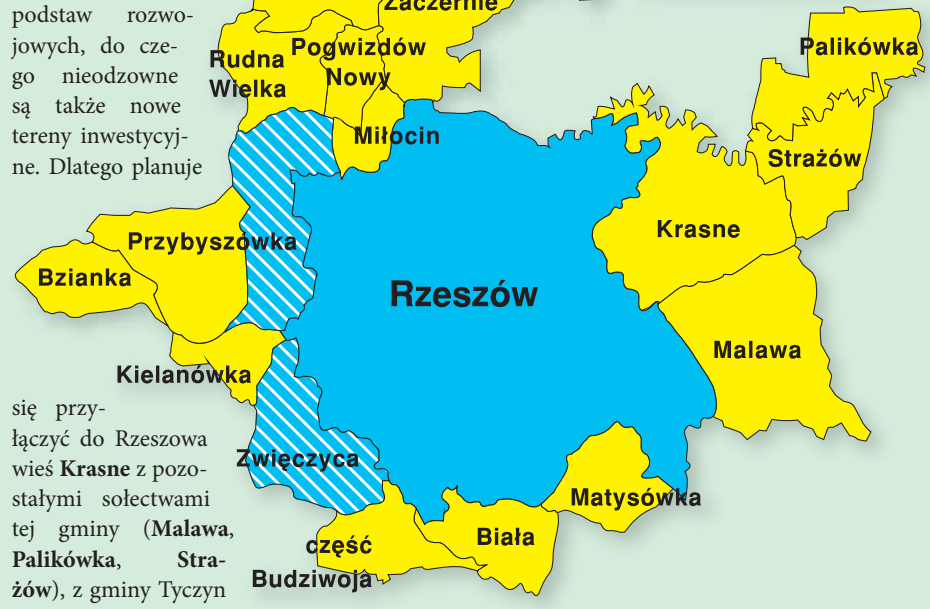 podstaw rozwo-
jowych, do cze-
go nieodzowne
są także nowe
tereny inwestycyj-
ne. Dlatego planuje
się przy-
łączyć do Rzeszowa
wieś Krasne z pozo-
stałymi sołectwami
tej gminy (Malawa,
Palikówka, Stra-
żów), z gminy Tyczyn
Zaczernie
Rudna
Wielka
Pogwizdów
Nowy
Miłocin
Palikówka
Strażów
Krasne
Przybyszówka
Bzianka
Rzeszów
Malawa
Kielanówka
Zwięczyca
Matysówka
Biała
część
Budziwoja